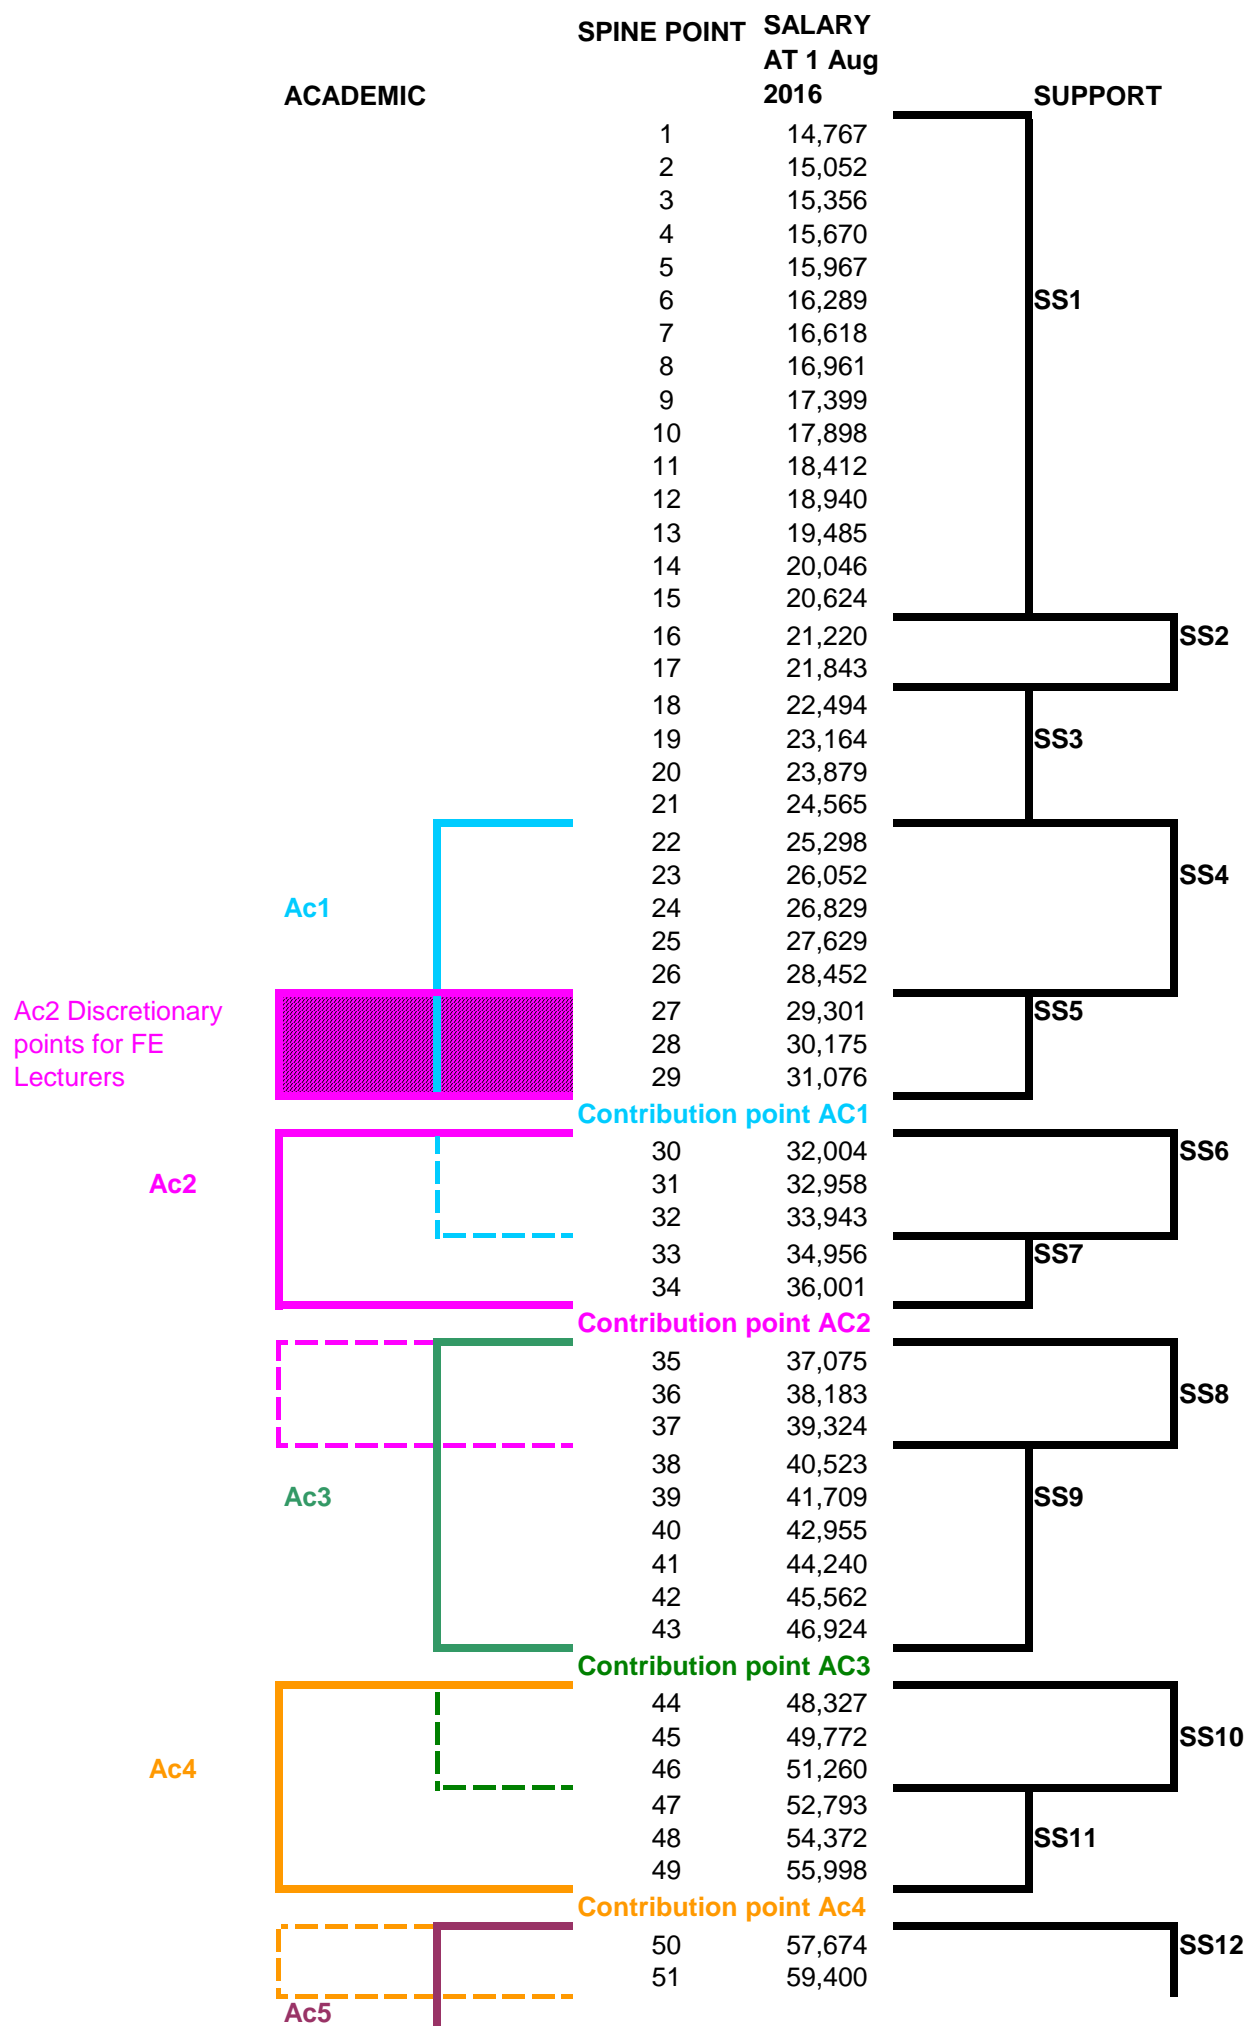 SPINE POINT SALARY
AT 1 Aug
ACADEMIC 2016 SUPPORT
1 14,767
2 15,052
3 15,356
4 15,670
5 15,967
6 16,289 SS1
7 16,618
8 16,961
9 17,399
10 17,898
11 18,412
12 18,940
13 19,485
14 20,046
15 20,624
16 21,220 SS2
17 21,843
18 22,494
19 23,164 SS3
20 23,879
21 24,565
22 25,298
23 26,052 SS4
Ac1 24 26,829
25 27,629
26 28,452
Ac2 Discretionary 27 29,301 SS5
points for FE 28 30,175
Lecturers 29 31,076
Contribution point AC1
30 32,004 SS6
Ac2 31 32,958
32 33,943
33 34,956 SS7
34 36,001
Contribution point AC2
35 37,075
36 38,183 SS8
37 39,324
38 40,523
Ac3 39 41,709 SS9
40 42,955
41 44,240
42 45,562
43 46,924
Contribution point AC3
44 48,327
45 49,772 SS10
Ac4 46 51,260
47 52,793
48 54,372 SS11
49 55,998
Contribution point Ac4
50 57,674 SS12
51 59,400
Ac5